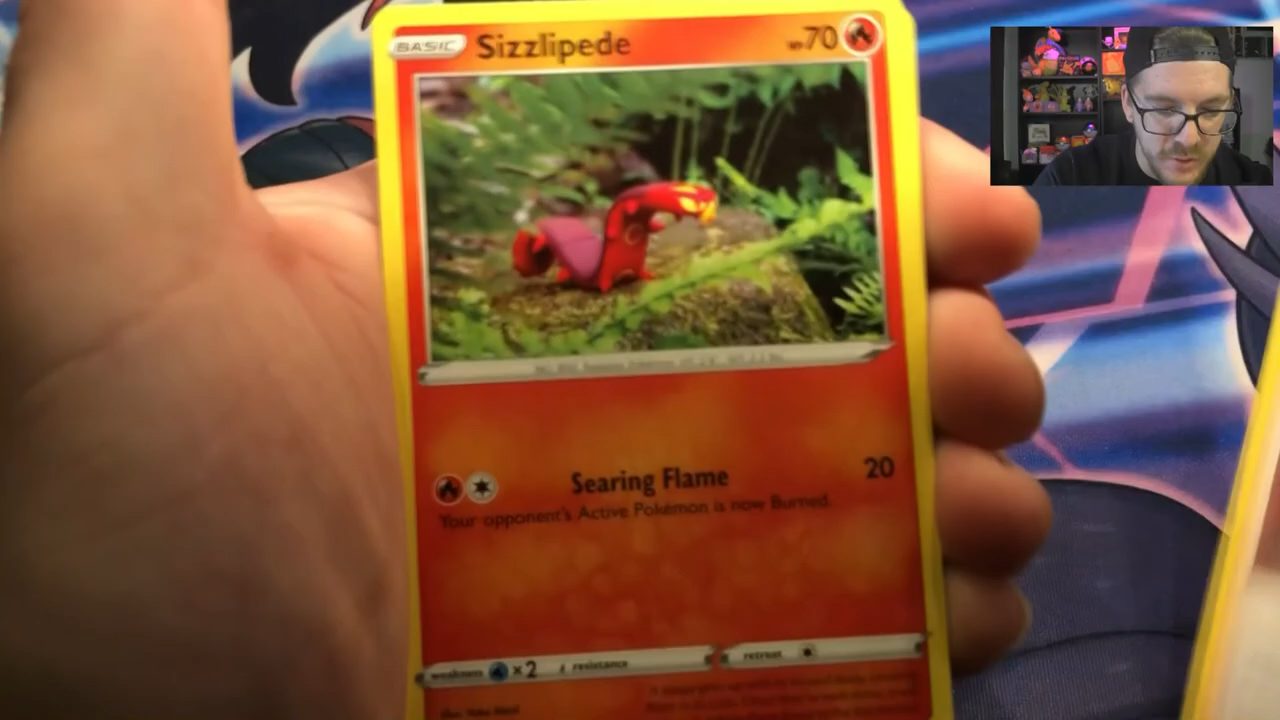 BASIC Sizzlipede HP70
Searing Flame 20
Your opponent's Active Pokémon is now Burned.
weakness ×2 resistance retreat